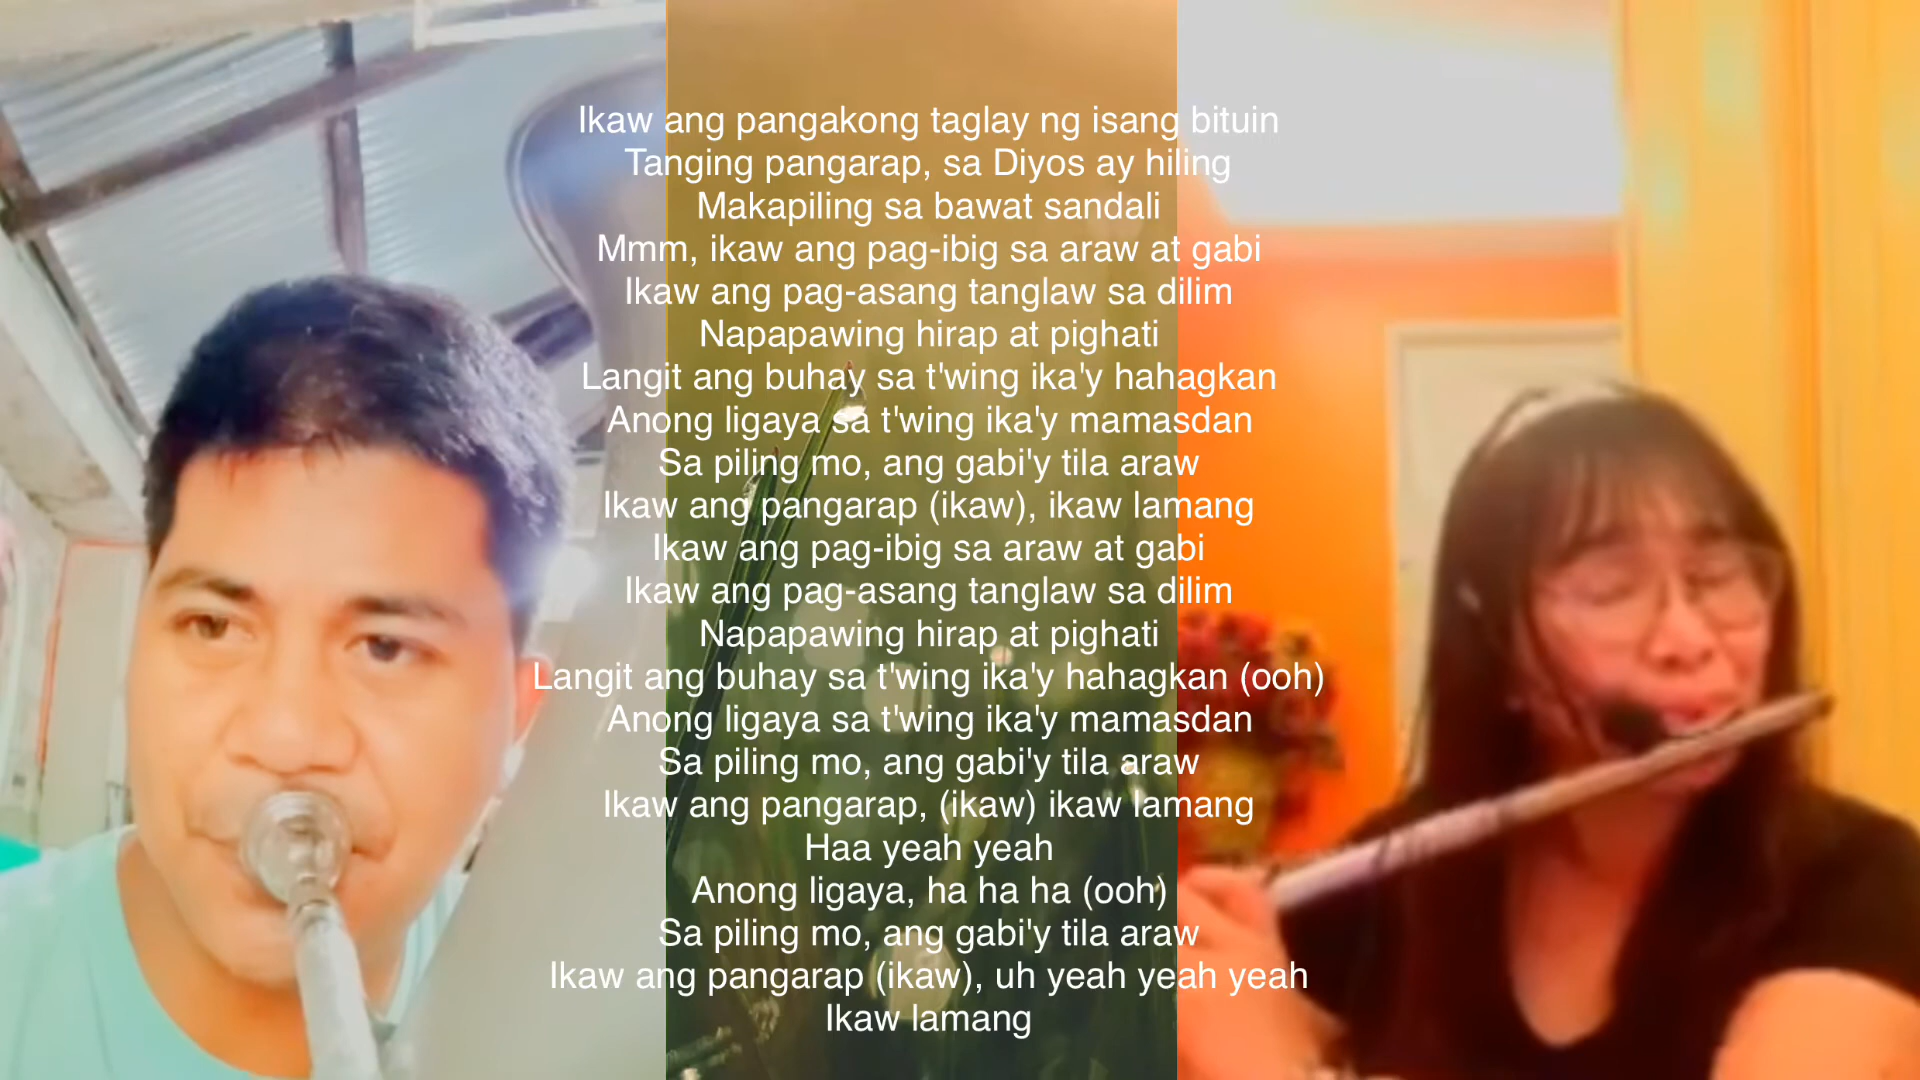 Ikaw ang pangakong taglay ng isang bituin
Tanging pangarap, sa Diyos ay hiling
Makapiling sa bawat sandali
Mmm, ikaw ang pag-ibig sa araw at gabi
Ikaw ang pag-asang tanglaw sa dilim
Napapawing hirap at pighati
Langit ang buhay sa t'wing ika'y hahagkan
Anong ligaya sa t'wing ika'y mamasdan
Sa piling mo, ang gabi'y tila araw
Ikaw ang pangarap (ikaw), ikaw lamang
Ikaw ang pag-ibig sa araw at gabi
Ikaw ang pag-asang tanglaw sa dilim
Napapawing hirap at pighati
Langit ang buhay sa t'wing ika'y hahagkan (ooh)
Anong ligaya sa t'wing ika'y mamasdan
Sa piling mo, ang gabi'y tila araw
Ikaw ang pangarap, (ikaw) ikaw lamang
Haa yeah yeah
Anong ligaya, ha ha ha (ooh)
Sa piling mo, ang gabi'y tila araw
Ikaw ang pangarap (ikaw), uh yeah yeah yeah
Ikaw lamang